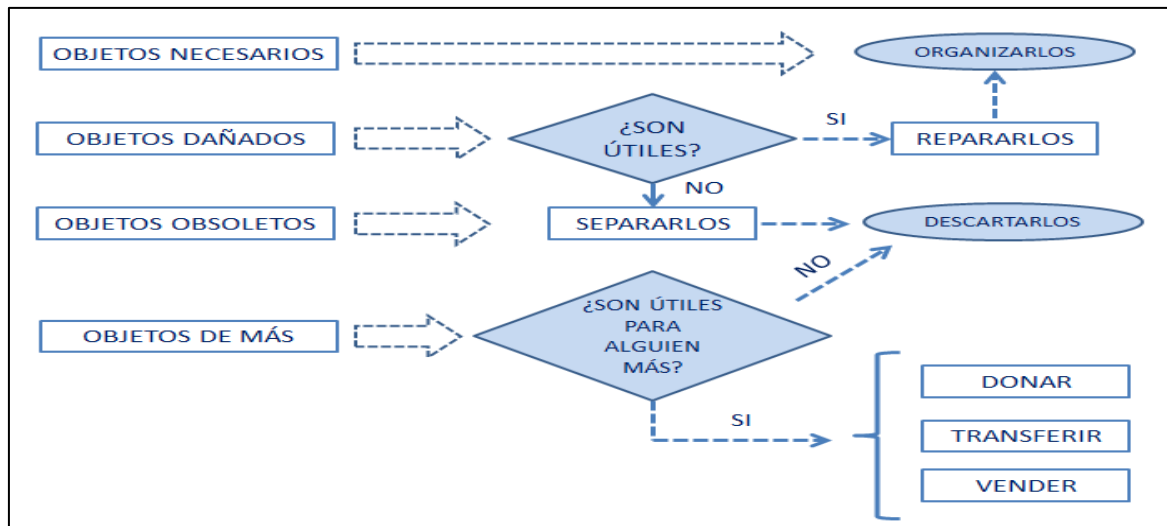 OBJETOS NECESARIOS
ORGANIZARLOS
OBJETOS DAÑADOS
¿SON
ÚTILES?
SI
REPARARLOS
NO
OBJETOS OBSOLETOS
SEPARARLOS
DESCARTARLOS
NO
OBJETOS DE MÁS
¿SON ÚTILES
PARA
ALGUIEN
MÁS?
SI
DONAR
TRANSFERIR
VENDER